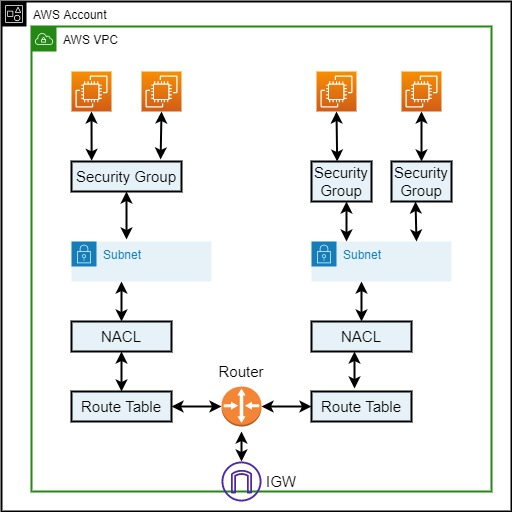 AWS Account
AWS VPC
Security Group
Security
Group
Security
Group
Subnet
Subnet
NACL
NACL
Router
Route Table
Route Table
IGW